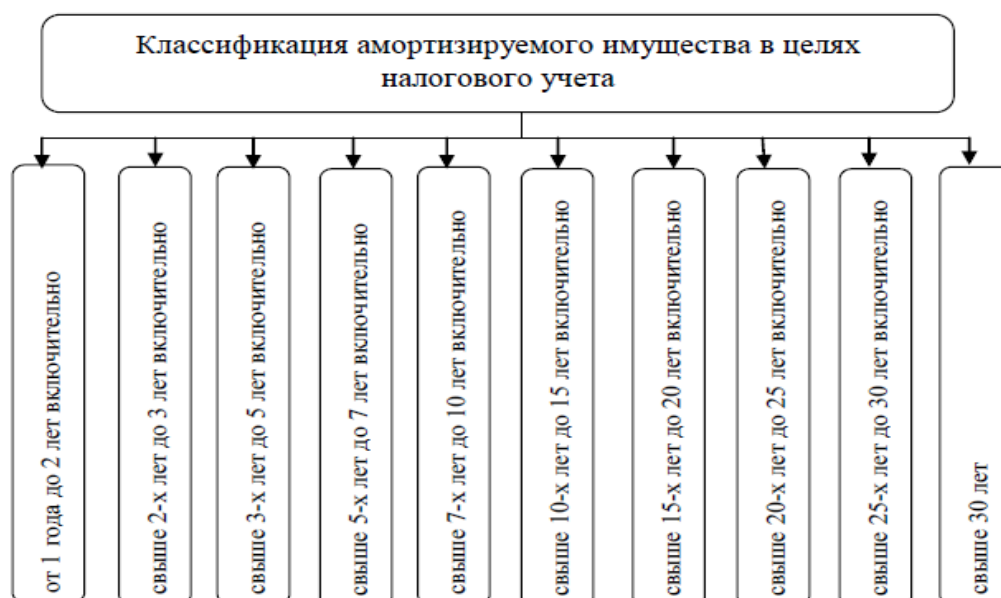 Классификация амортизируемого имущества в целях
налогового учета
от 1 года до 2 лет включительно
свыше 2-х лет до 3 лет включительно
свыше 3-х лет до 5 лет включительно
свыше 5-х лет до 7 лет включительно
свыше 7-х лет до 10 лет включительно
свыше 10-х лет до 15 лет включительно
свыше 15-х лет до 20 лет включительно
свыше 20-х лет до 25 лет включительно
свыше 25-х лет до 30 лет включительно
свыше 30 лет